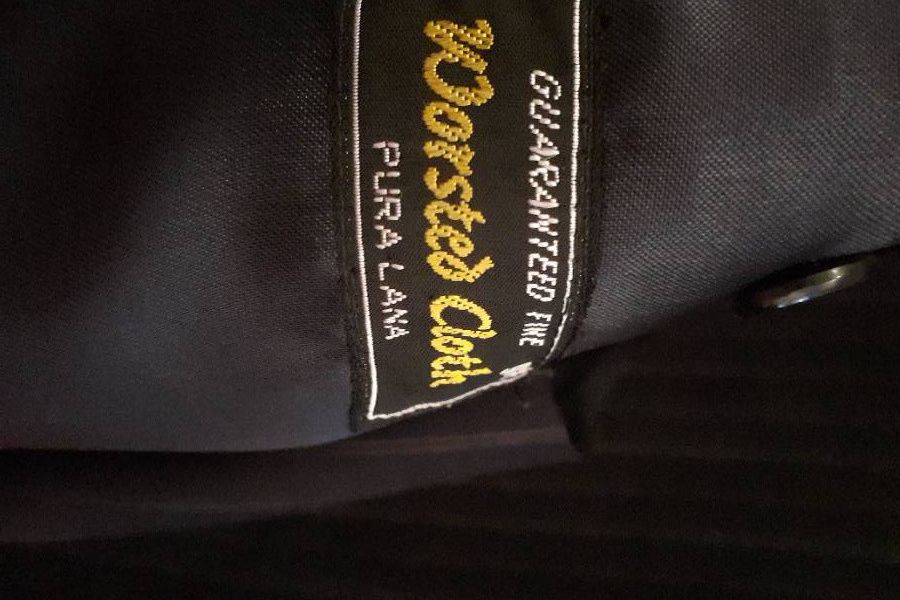 GUARANTEED FINE
Worsted Cloth
PURA LANA